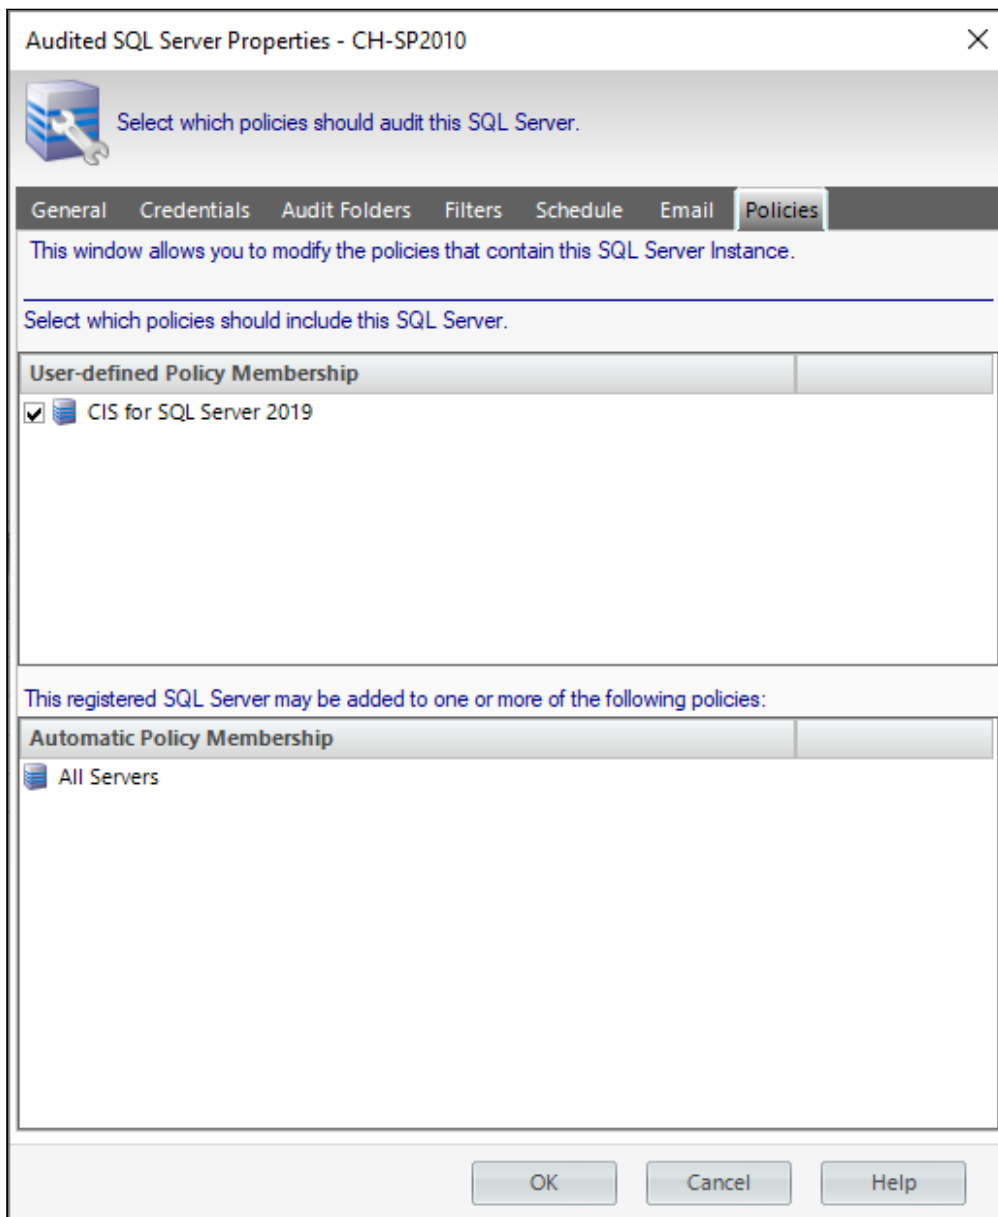 Audited SQL Server Properties - CH-SP2010
Select which policies should audit this SQL Server.
General Credentials Audit Folders Filters Schedule Email Policies
This window allows you to modify the policies that contain this SQL Server Instance.
Select which policies should include this SQL Server.
User-defined Policy Membership
CIS for SQL Server 2019
This registered SQL Server may be added to one or more of the following policies:
Automatic Policy Membership
All Servers
OK Cancel Help